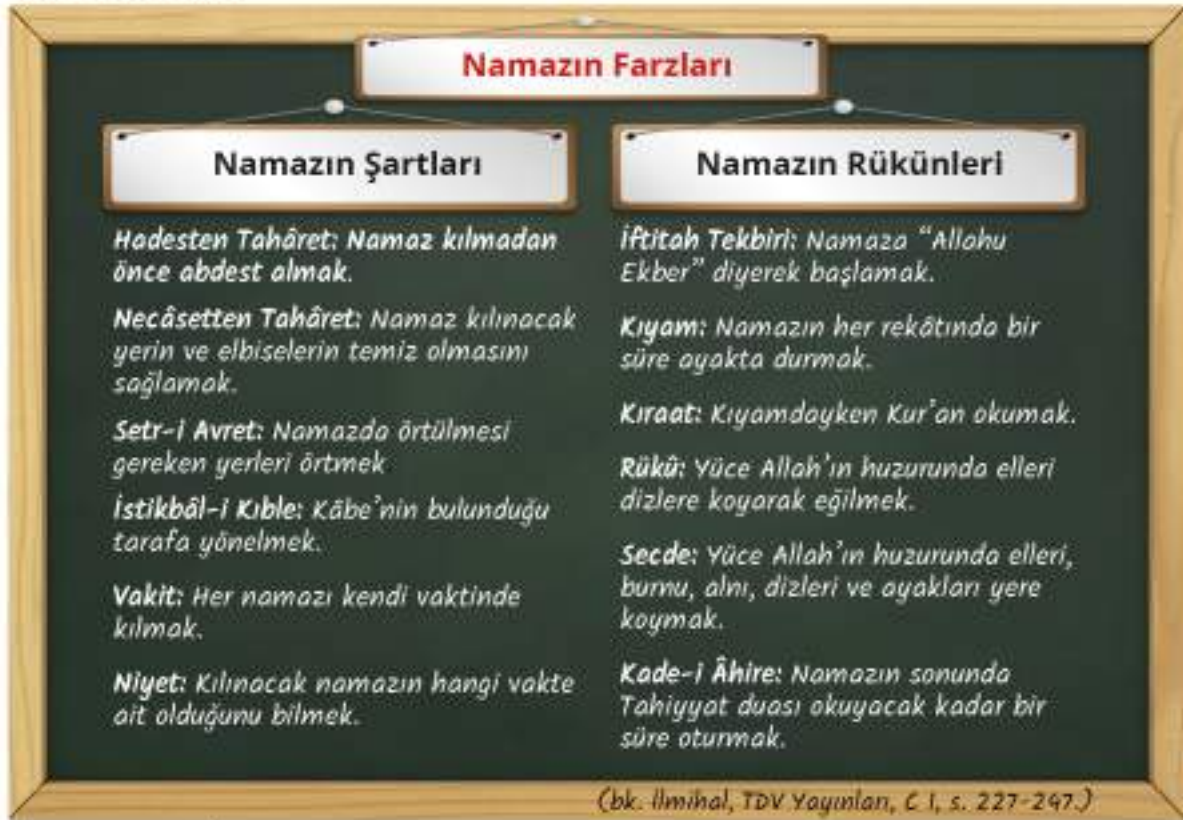 Namazın Farzları
Namazın Şartları
Hadesten Tahâret: Namaz kılmadan
önce abdest almak.
Necâsetten Tahâret: Namaz kılınacak
yerin ve elbiselerin temiz olmasını
sağlamak.
Setr-i Avret: Namazda örtülmesi
gereken yerleri örtmek
İstikbâl-i Kıble: Kâbe'nin bulunduğu
tarafa yönelmek.
Vakit: Her namazı kendi vaktinde
kılmak.
Niyet: Kılınacak namazın hangi vakte
ait olduğunu bilmek.
Namazın Rükünleri
İftitah Tekbiri: Namaza “Allahu
Ekber” diyerek başlamak.
Kıyam: Namazın her rekâtında bir
süre ayakta durmak.
Kıraat: Kıyamdayken Kur'an okumak.
Rükû: Yüce Allah'ın huzurunda elleri
dizlere koyarak eğilmek.
Secde: Yüce Allah'ın huzurunda elleri,
burnu, alnı, dizleri ve ayakları yere
koymak.
Kade-i Âhire: Namazın sonunda
Tahiyyat duası okuyacak kadar bir
süre oturmak.
(bk. İlmihal, TDV Yayınları, C I, s. 227-247.)